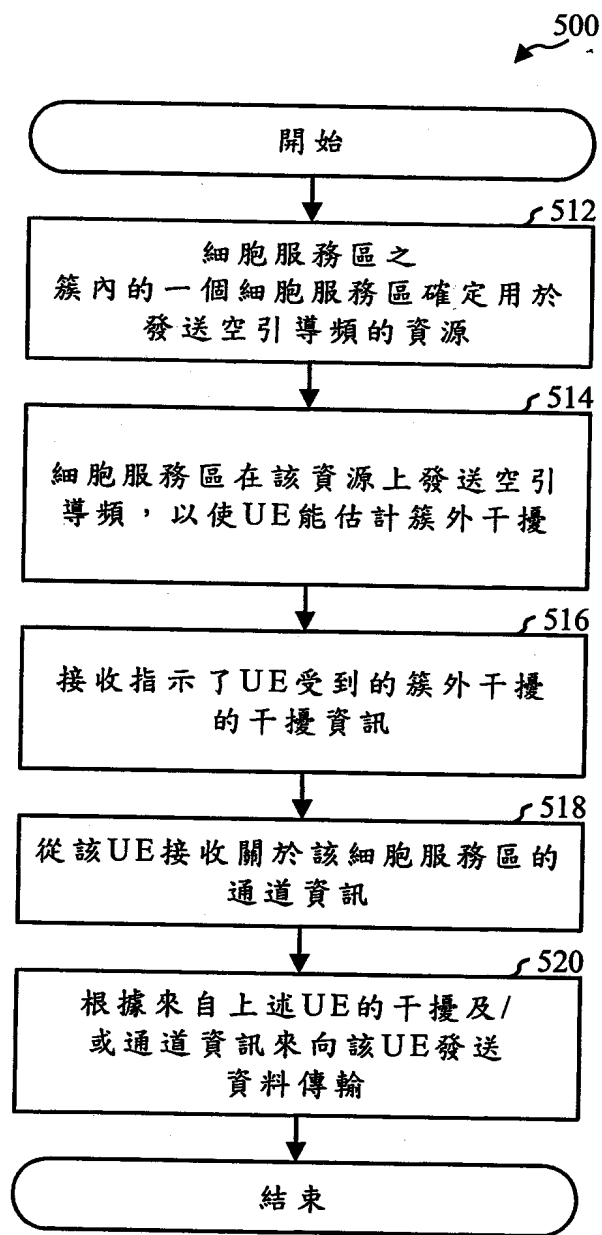 500
開始
512
細胞服務區之
簇內的一個細胞服務區確定用於
發送空引導頻的資源
514
細胞服務區在該資源上發送空引
導頻，以使UE能估計簇外干擾
516
接收指示了UE受到的簇外干擾
的干擾資訊
518
從該UE接收關於該細胞服務區的
通道資訊
520
根據來自上述UE的干擾及/
或通道資訊來向該UE發送
資料傳輸
結束